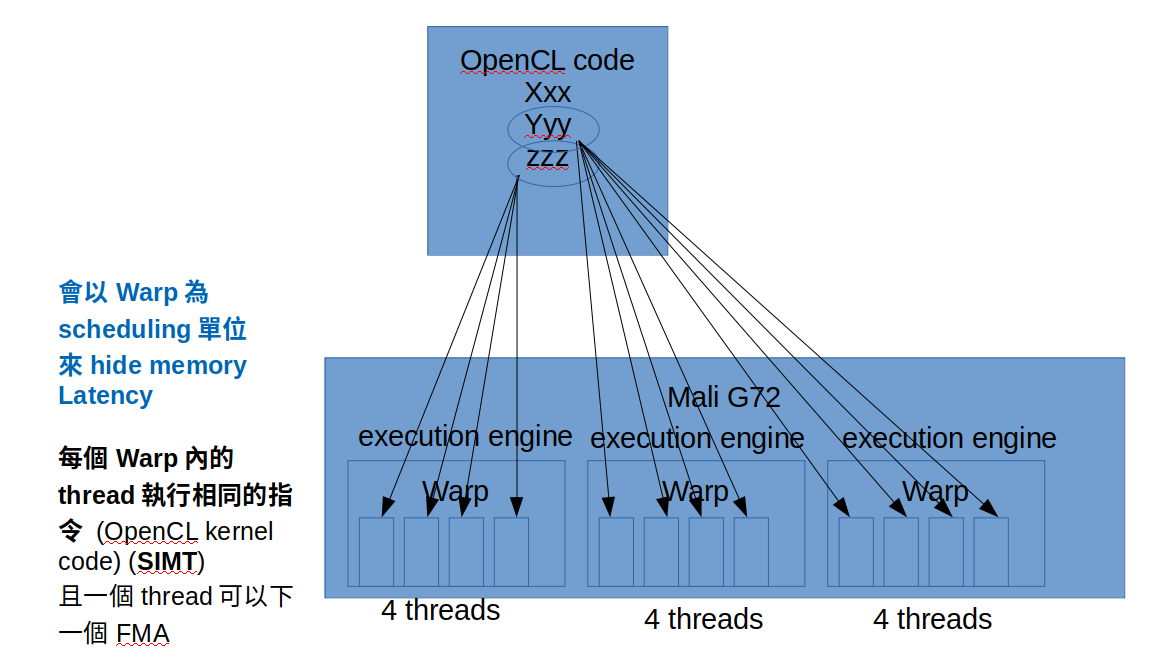 OpenCL code
Xxx
Yyy
zzz
會以 Warp 為
scheduling 單位
來 hide memory
Latency
每個 Warp 內的
thread 執行相同的指
令 (OpenCL kernel
code) (SIMT)
且一個 thread 可以下
一個 FMA
Mali G72
execution engine
execution engine
execution engine
Warp
Warp
Warp
4 threads
4 threads
4 threads